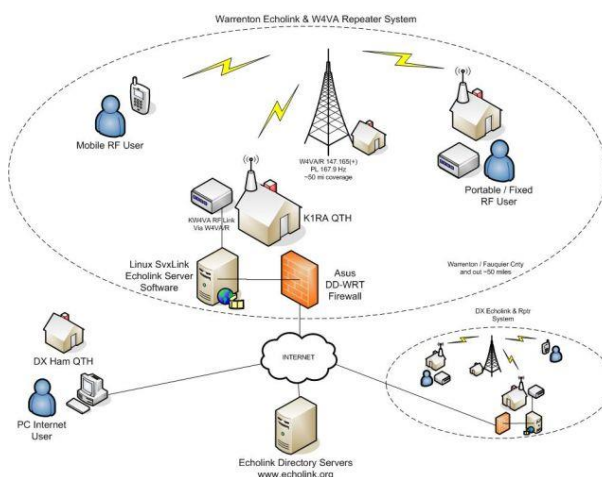 Warrenton Echolink & W4VA Repeater System
Mobile RF User
W4VA/R 147.165(+)
PL 167.9 Hz
~50 mi coverage
Portable / Fixed
RF User
KW4VA RF Link
Via W4VA/R
K1RA QTH
Linux SvxLink
Echolink Server
Software
Asus
DD-WRT
Firewall
Warrenton / Fauquier Cnty
and out ~50 miles
DX Echolink & Rptr
System
DX Ham QTH
INTERNET
PC Internet
User
Echolink Directory Servers
www.echolink.org